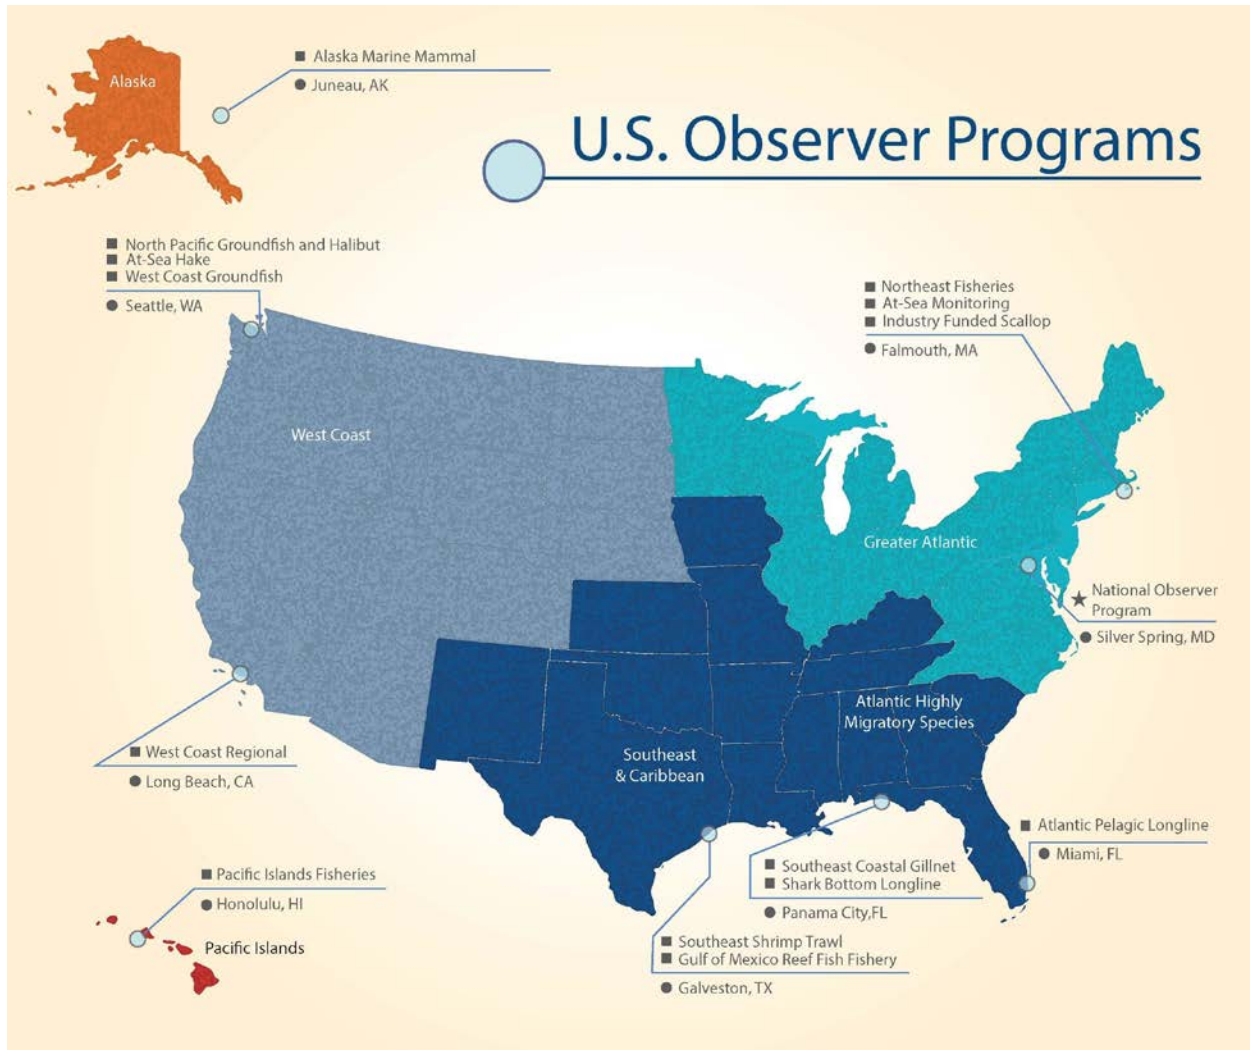 Alaska
Alaska Marine Mammal
Juneau, AK
U.S. Observer Programs
North Pacific Groundfish and Halibut
At-Sea Hake
West Coast Groundfish
Seattle, WA
Northeast Fisheries
At-Sea Monitoring
Industry Funded Scallop
Falmouth, MA
West Coast
Greater Atlantic
National Observer
Program
Silver Spring, MD
Atlantic Highly
Migratory Species
Southeast
& Caribbean
West Coast Regional
Long Beach, CA
Atlantic Pelagic Longline
Miami, FL
Southeast Coastal Gillnet
Shark Bottom Longline
Panama City,FL
Pacific Islands Fisheries
Honolulu, HI
Pacific Islands
Southeast Shrimp Trawl
Gulf of Mexico Reef Fish Fishery
Galveston, TX